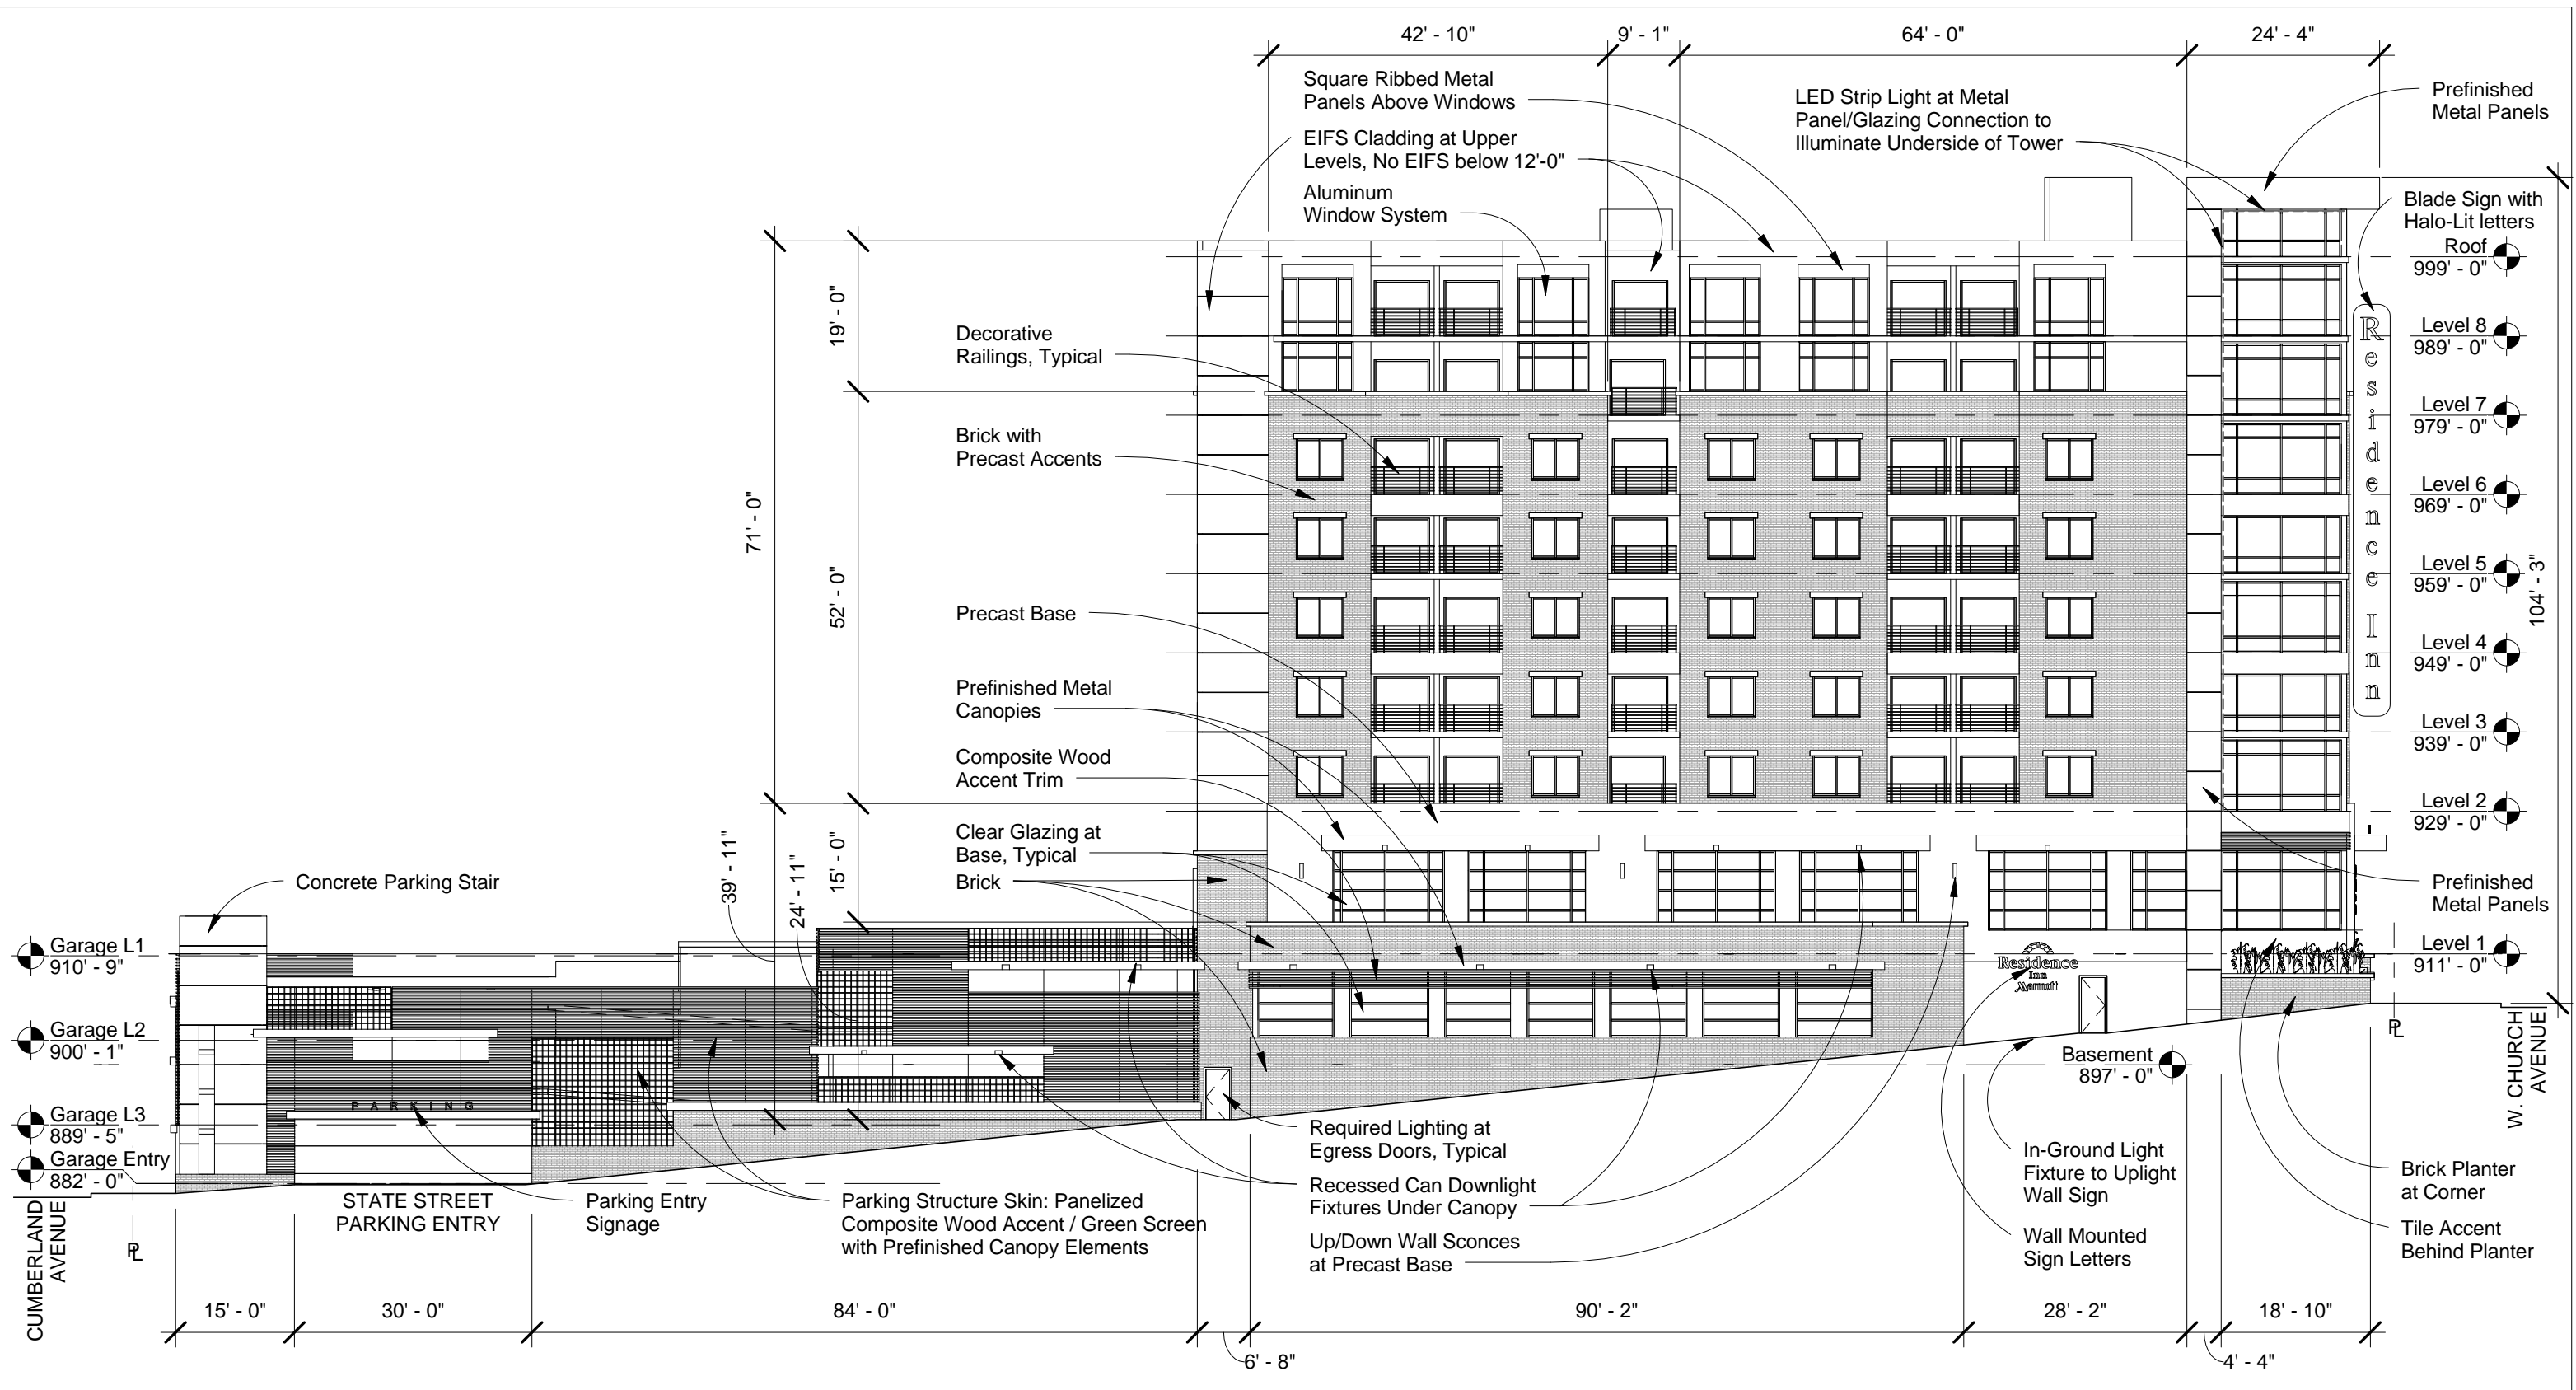 42' - 10"
9' - 1"
64' - 0"
24' - 4"
Square Ribbed Metal
Panels Above Windows
EIFS Cladding at Upper
Levels, No EIFS below 12'-0"
Aluminum
Window System
LED Strip Light at Metal
Panel/Glazing Connection to
Illuminate Underside of Tower
Prefinished
Metal Panels
Blade Sign with
Halo-Lit letters
Roof
999' - 0"
Level 8
989' - 0"
Level 7
979' - 0"
Level 6
969' - 0"
Level 5
959' - 0"
Level 4
949' - 0"
Level 3
939' - 0"
Level 2
929' - 0"
Level 1
911' - 0"
104' - 3"
Residence Inn
19' - 0"
71' - 0"
52' - 0"
15' - 0"
39' - 11"
24' - 11"
Decorative
Railings, Typical
Brick with
Precast Accents
Precast Base
Prefinished Metal
Canopies
Composite Wood
Accent Trim
Clear Glazing at
Base, Typical
Brick
Concrete Parking Stair
Garage L1
910' - 9"
Garage L2
900' - 1"
Garage L3
889' - 5"
Garage Entry
882' - 0"
PARKING
Residence
Inn
Marriott
Prefinished
Metal Panels
Basement
897' - 0"
PL
W. CHURCH
AVENUE
CUMBERLAND
AVENUE
PL
STATE STREET
PARKING ENTRY
Parking Entry
Signage
Parking Structure Skin: Panelized
Composite Wood Accent / Green Screen
with Prefinished Canopy Elements
Required Lighting at
Egress Doors, Typical
Recessed Can Downlight
Fixtures Under Canopy
Up/Down Wall Sconces
at Precast Base
In-Ground Light
Fixture to Uplight
Wall Sign
Wall Mounted
Sign Letters
Brick Planter
at Corner
Tile Accent
Behind Planter
15' - 0"
30' - 0"
84' - 0"
6' - 8"
90' - 2"
28' - 2"
4' - 4"
18' - 10"